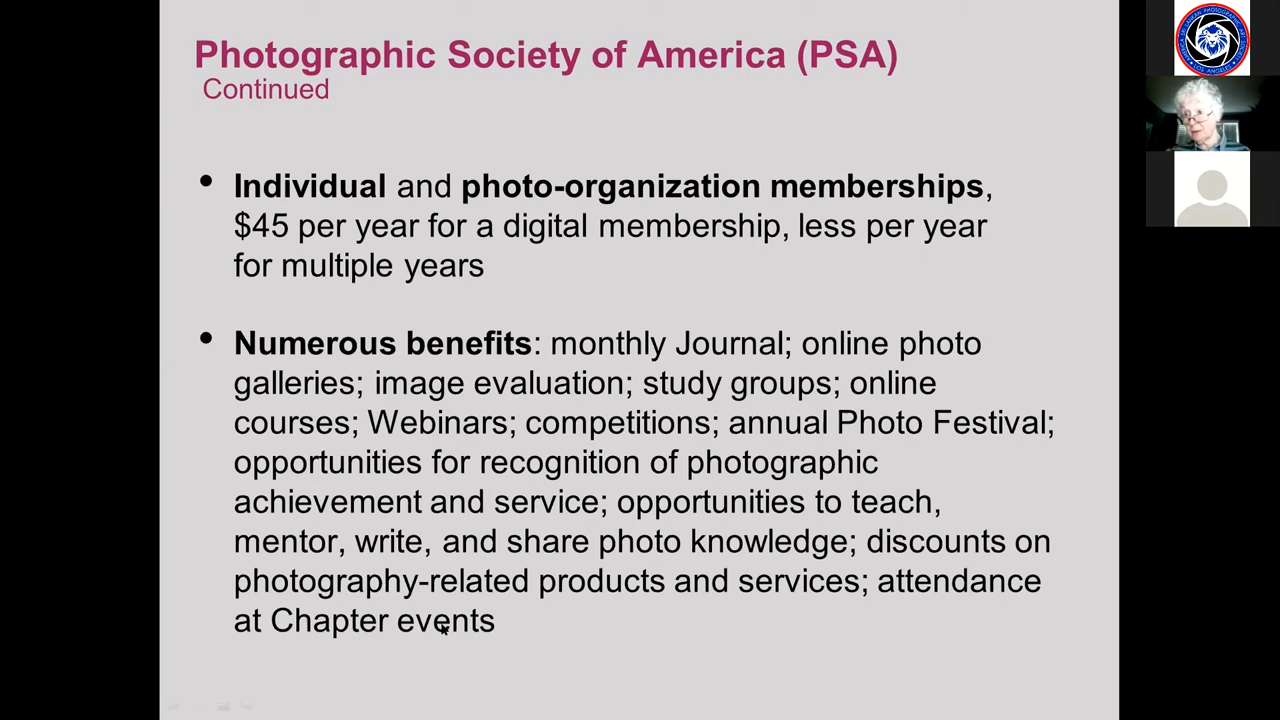 Photographic Society of America (PSA)
Continued
• Individual and photo-organization memberships,
$45 per year for a digital membership, less per year
for multiple years
• Numerous benefits: monthly Journal; online photo
galleries; image evaluation; study groups; online
courses; Webinars; competitions; annual Photo Festival;
opportunities for recognition of photographic
achievement and service; opportunities to teach,
mentor, write, and share photo knowledge; discounts on
photography-related products and services; attendance
at Chapter events
LOS ANGELES